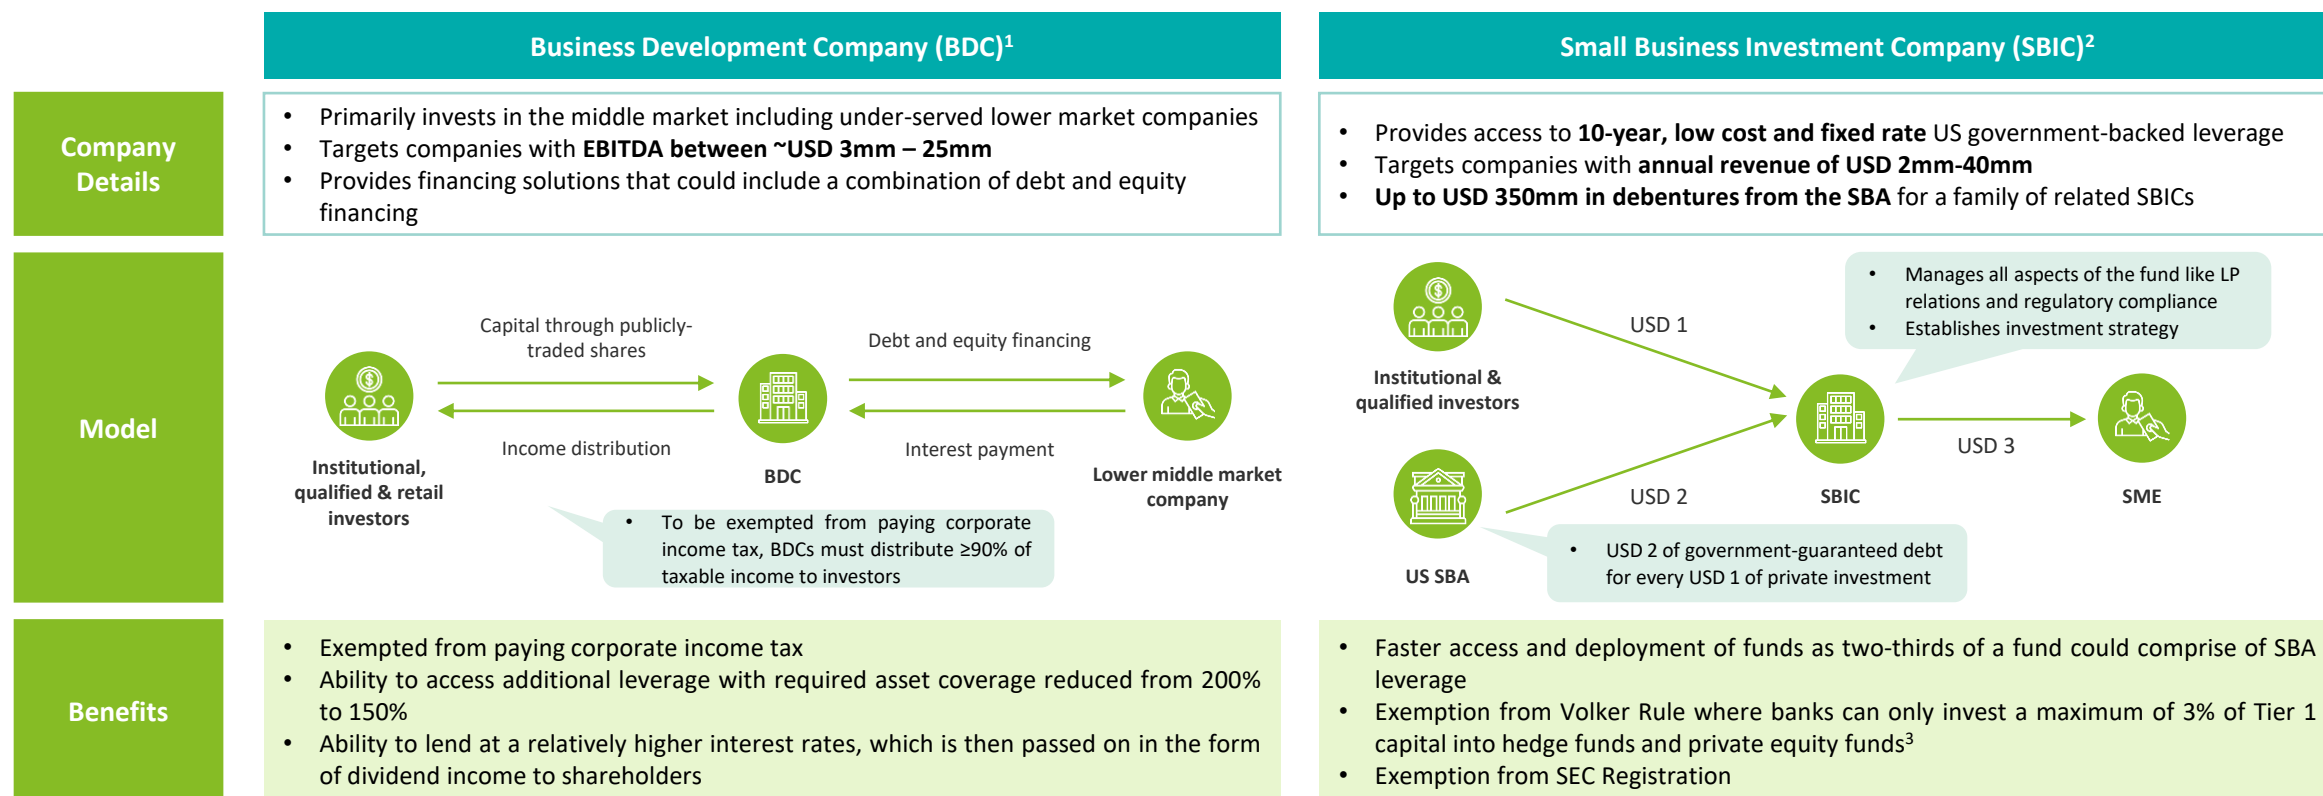 Business Development Company (BDC)1
Small Business Investment Company (SBIC)2
Company
Details
• Primarily invests in the middle market including under-served lower market companies
• Targets companies with EBITDA between ~USD 3mm – 25mm
• Provides financing solutions that could include a combination of debt and equity
financing
• Provides access to 10-year, low cost and fixed rate US government-backed leverage
• Targets companies with annual revenue of USD 2mm-40mm
• Up to USD 350mm in debentures from the SBA for a family of related SBICs
Model
Capital through publicly-
traded shares
Debt and equity financing
Income distribution
Interest payment
Institutional,
qualified & retail
investors
BDC
Lower middle market
company
• To be exempted from paying corporate
income tax, BDCs must distribute ≥90% of
taxable income to investors
• Manages all aspects of the fund like LP
relations and regulatory compliance
• Establishes investment strategy
USD 1
Institutional &
qualified investors
USD 2
USD 3
SBIC
SME
US SBA
• USD 2 of government-guaranteed debt
for every USD 1 of private investment
Benefits
• Exempted from paying corporate income tax
• Ability to access additional leverage with required asset coverage reduced from 200%
to 150%
• Ability to lend at a relatively higher interest rates, which is then passed on in the form
of dividend income to shareholders
• Faster access and deployment of funds as two-thirds of a fund could comprise of SBA
leverage
• Exemption from Volker Rule where banks can only invest a maximum of 3% of Tier 1
capital into hedge funds and private equity funds3
• Exemption from SEC Registration